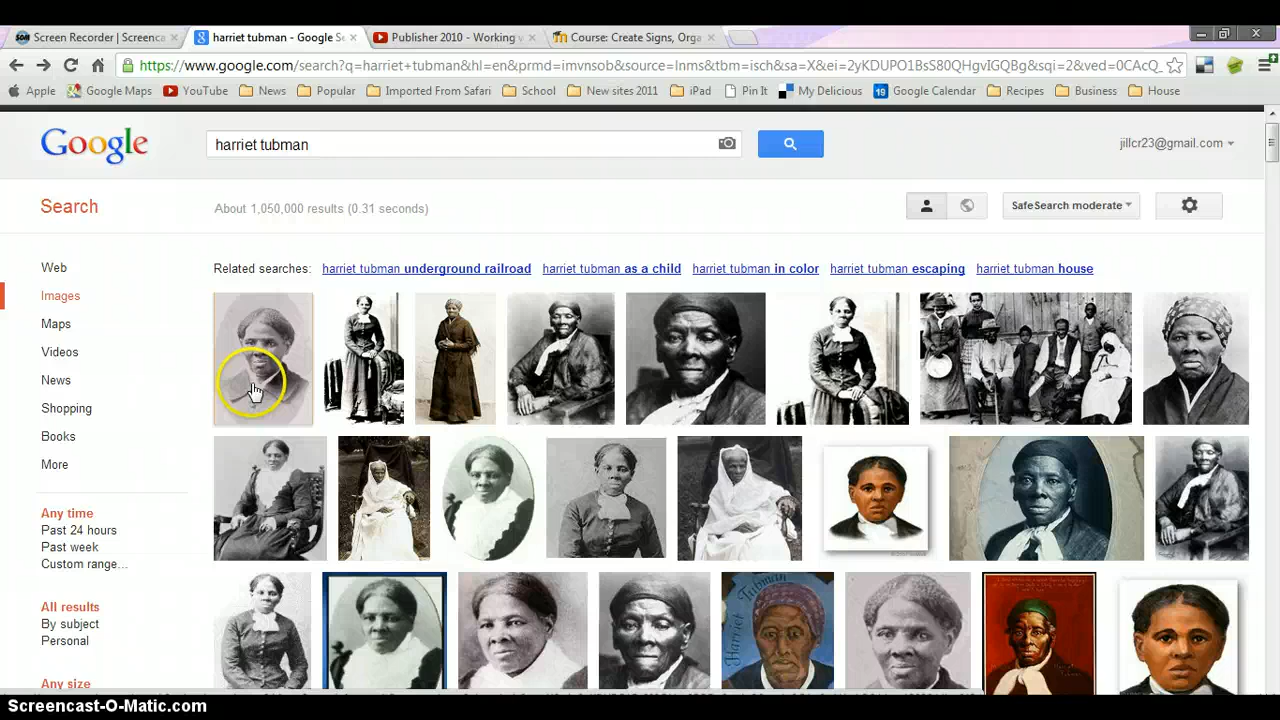 Screen Recorder | Screenca
harriet tubman - Google Se
Publisher 2010 - Working v
Course: Create Signs, Orga
https://www.google.com/search?q=harriet+tubman&hl=en&prmd=imvnsob&source=lnms&tbm=isch&sa=X&ei=2yKDUPO1BsS80QHgvIGQBg&sqi=2&ved=0CAcQ_
Apple Google Maps YouTube News Popular Imported From Safari School New sites 2011 iPad Pin It My Delicious 19 Google Calendar Recipes Business House
Google
harriet tubman
jillcr23@gmail.com
Search
About 1,050,000 results (0.31 seconds)
SafeSearch moderate
Related searches: harriet tubman underground railroad harriet tubman as a child harriet tubman in color harriet tubman escaping harriet tubman house
Web
Images
Maps
Videos
News
Shopping
Books
More
Any time
Past 24 hours
Past week
Custom range...
All results
By subject
Personal
Any size
Harriet Tubman
Screencast-O-Matic.com